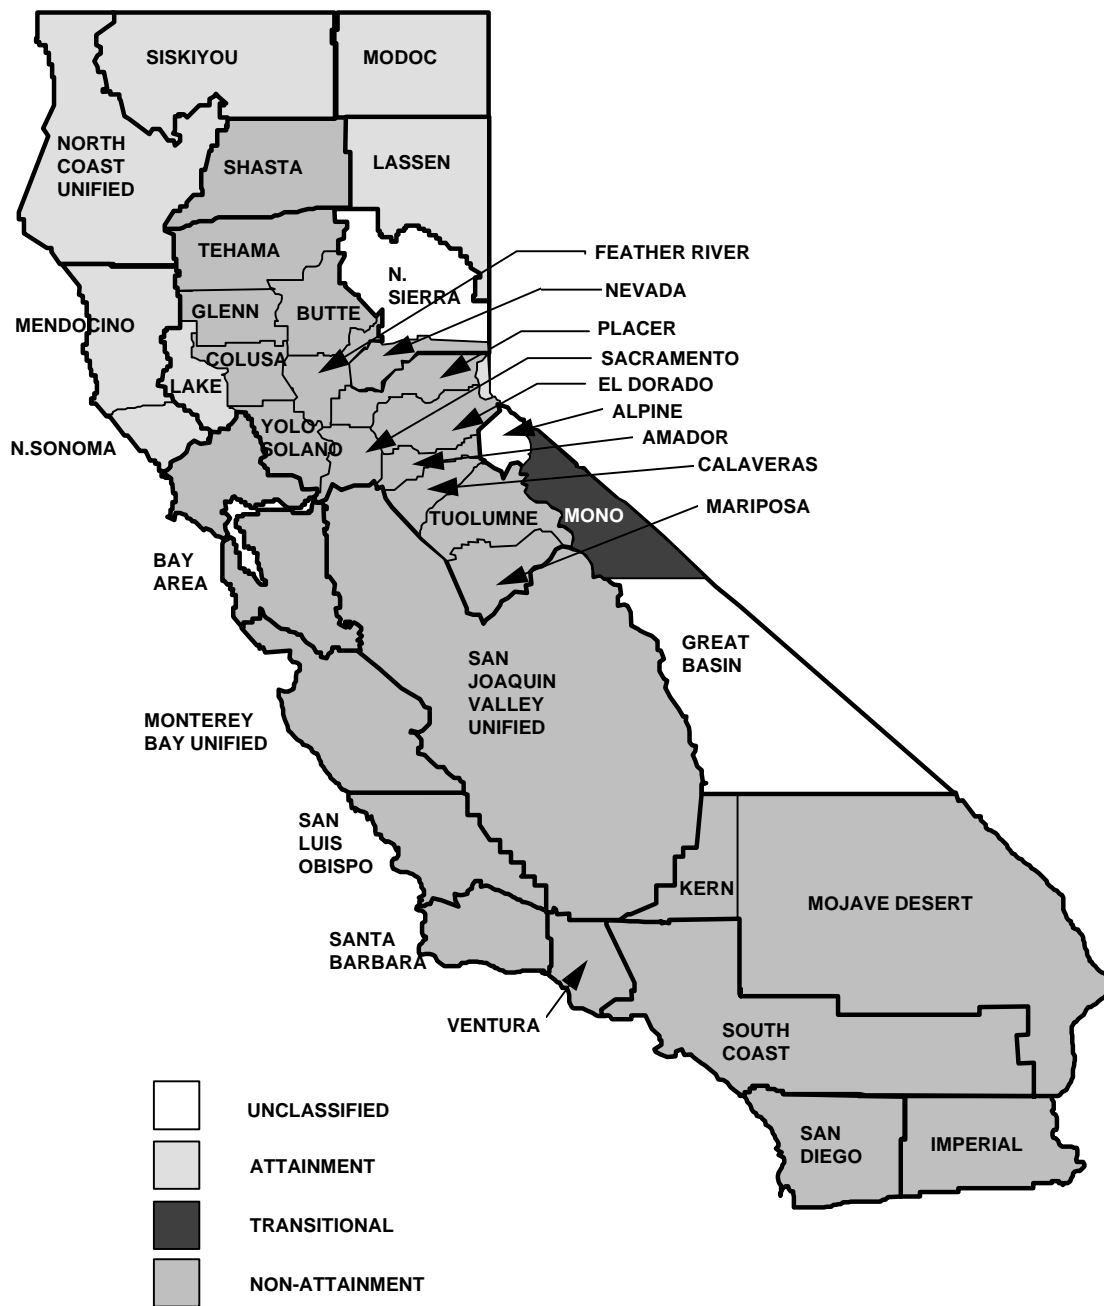 SISKIYOU
MODOC
NORTH
COAST
UNIFIED
SHASTA
LASSEN
TEHAMA
FEATHER RIVER
N.
SIERRA
NEVADA
GLENN
BUTTE
MENDOCINO
PLACER
COLUSA
SACRAMENTO
LAKE
EL DORADO
ALPINE
YOLO
SOLANO
AMADOR
N.SONOMA
CALAVERAS
MARIPOSA
TUOLUMNE
MONO
BAY
AREA
GREAT
BASIN
SAN
JOAQUIN
VALLEY
UNIFIED
MONTEREY
BAY UNIFIED
SAN
LUIS
OBISPO
KERN
MOJAVE DESERT
SANTA
BARBARA
VENTURA
SOUTH
COAST
SAN
DIEGO
IMPERIAL
UNCLASSIFIED
ATTAINMENT
TRANSITIONAL
NON-ATTAINMENT